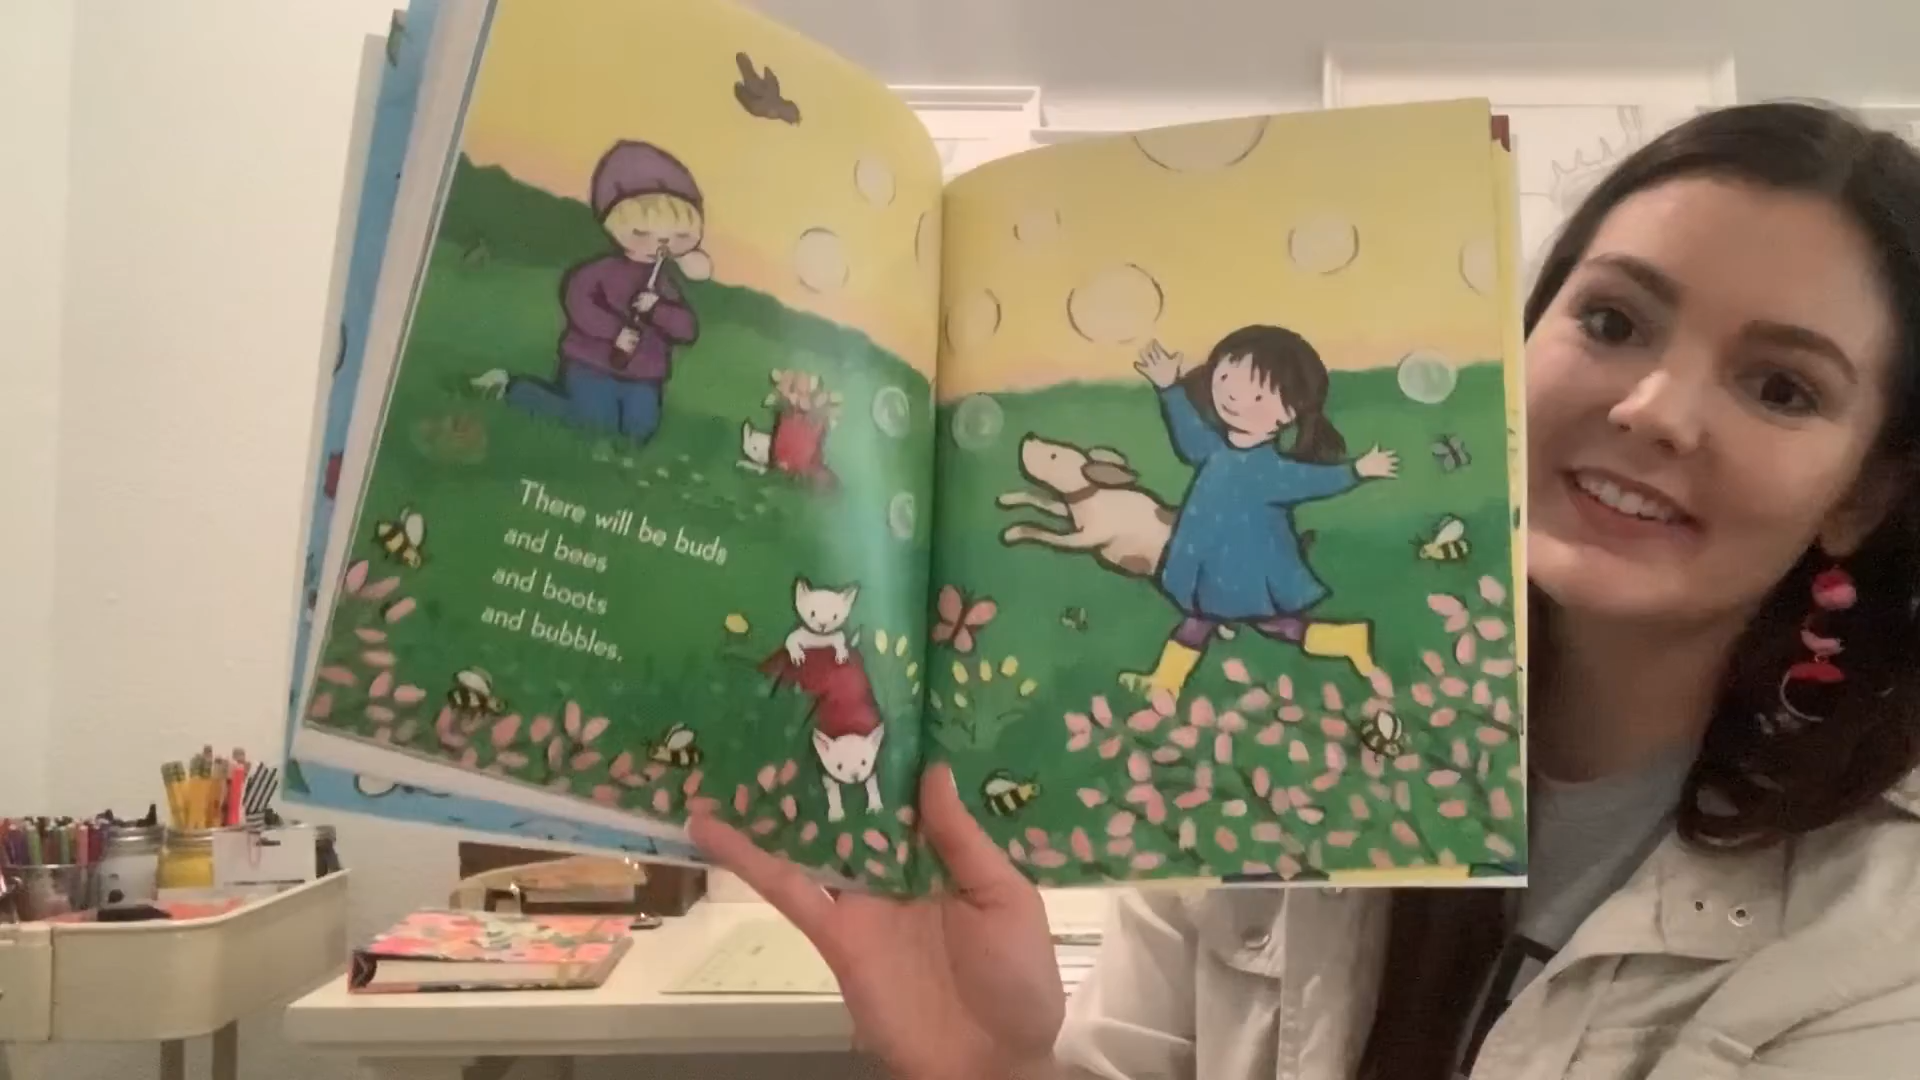 There will be buds
and bees
and boots
and bubbles.